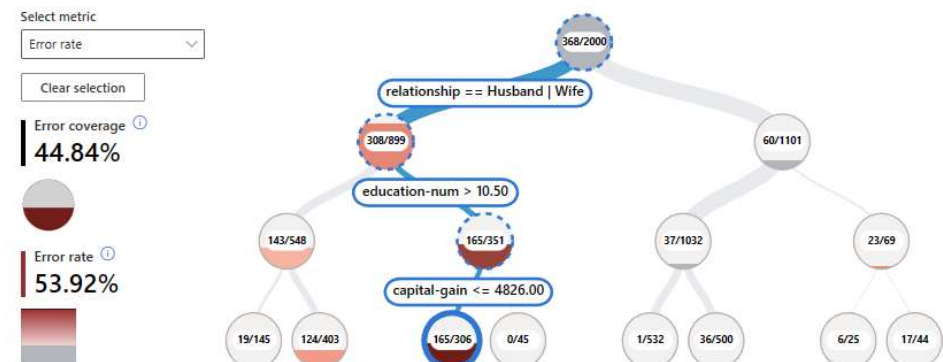 Select metric
Error rate
Clear selection
Error coverage
44.84%
Error rate
53.92%
368/2000
relationship == Husband | Wife
308/899
60/1101
education-num > 10.50
143/548
165/351
37/1032
23/69
capital-gain <= 4826.00
19/145
124/403
165/306
0/45
1/532
36/500
6/25
17/44